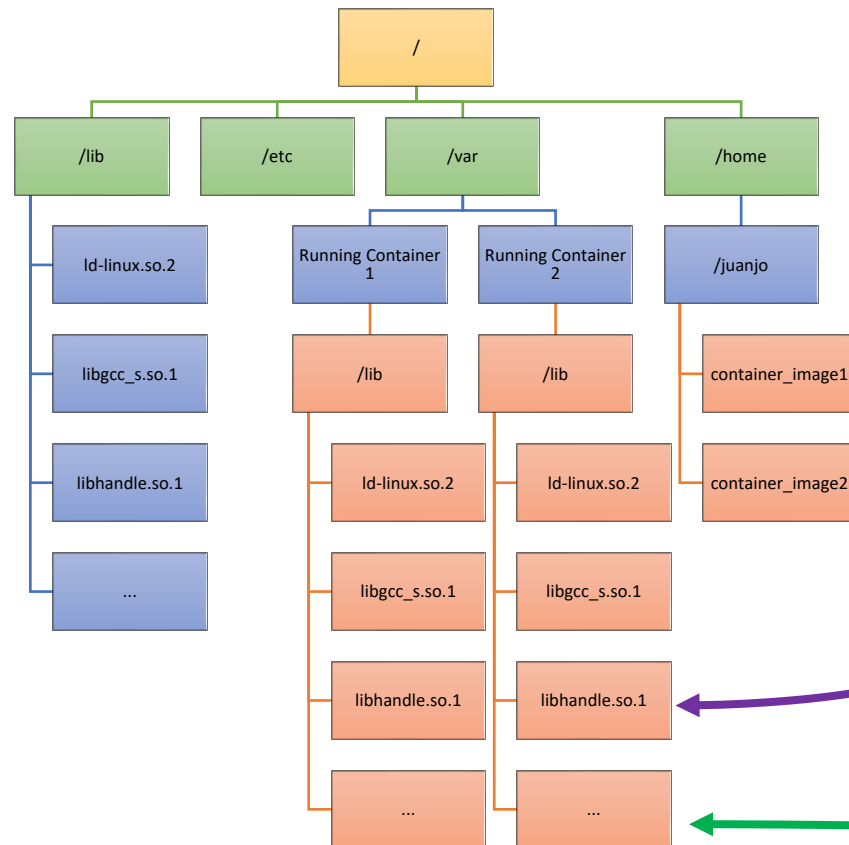 /
/lib
/etc
/var
/home
ld-linux.so.2
Running Container
1
Running Container
2
/juanjo
libgcc_s.so.1
/lib
/lib
container_image1
libhandle.so.1
ld-linux.so.2
ld-linux.so.2
container_image2
...
libgcc_s.so.1
libgcc_s.so.1
libhandle.so.1
libhandle.so.1
...
...